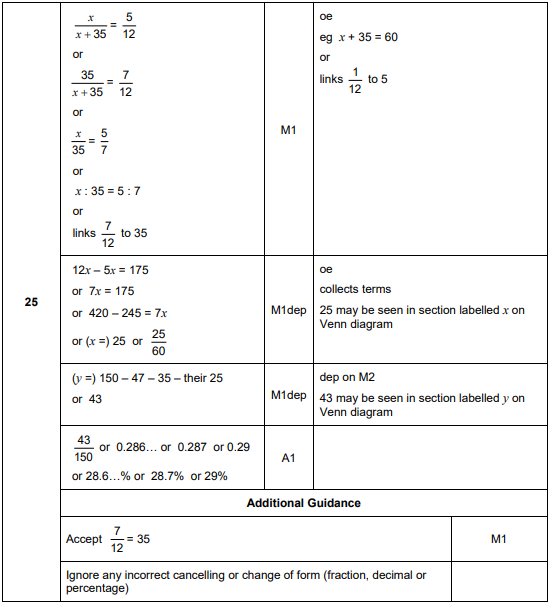 25
x/(x + 35) = 5/12
or
35/(x + 35) = 7/12
or
x/35 = 5/7
or
x : 35 = 5 : 7
or
links 7/12 to 35
M1
oe
eg x + 35 = 60
or
links 1/12 to 5
12x – 5x = 175
or 7x = 175
or 420 – 245 = 7x
or (x =) 25 or 25/60
M1dep
oe
collects terms
25 may be seen in section labelled x on
Venn diagram
(y =) 150 – 47 – 35 – their 25
or 43
M1dep
dep on M2
43 may be seen in section labelled y on
Venn diagram
43/150 or 0.286… or 0.287 or 0.29
or 28.6…% or 28.7% or 29%
A1
Additional Guidance
Accept 7/12 = 35
M1
Ignore any incorrect cancelling or change of form (fraction, decimal or
percentage)